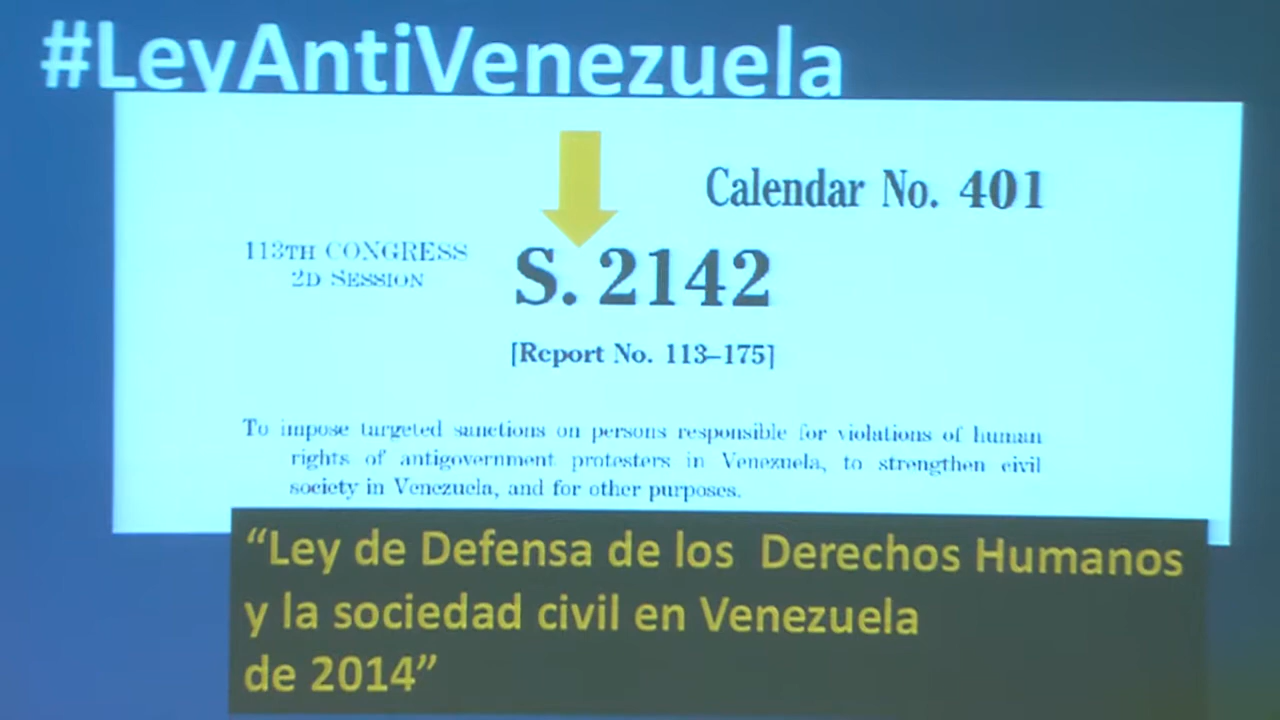 #LeyAntiVenezuela
Calendar No. 401
113TH CONGRESS
2D SESSION
S. 2142
[Report No. 113–175]
To impose targeted sanctions on persons responsible for violations of human
rights of antigovernment protesters in Venezuela, to strengthen civil
society in Venezuela, and for other purposes.
“Ley de Defensa de los Derechos Humanos
y la sociedad civil en Venezuela
de 2014”